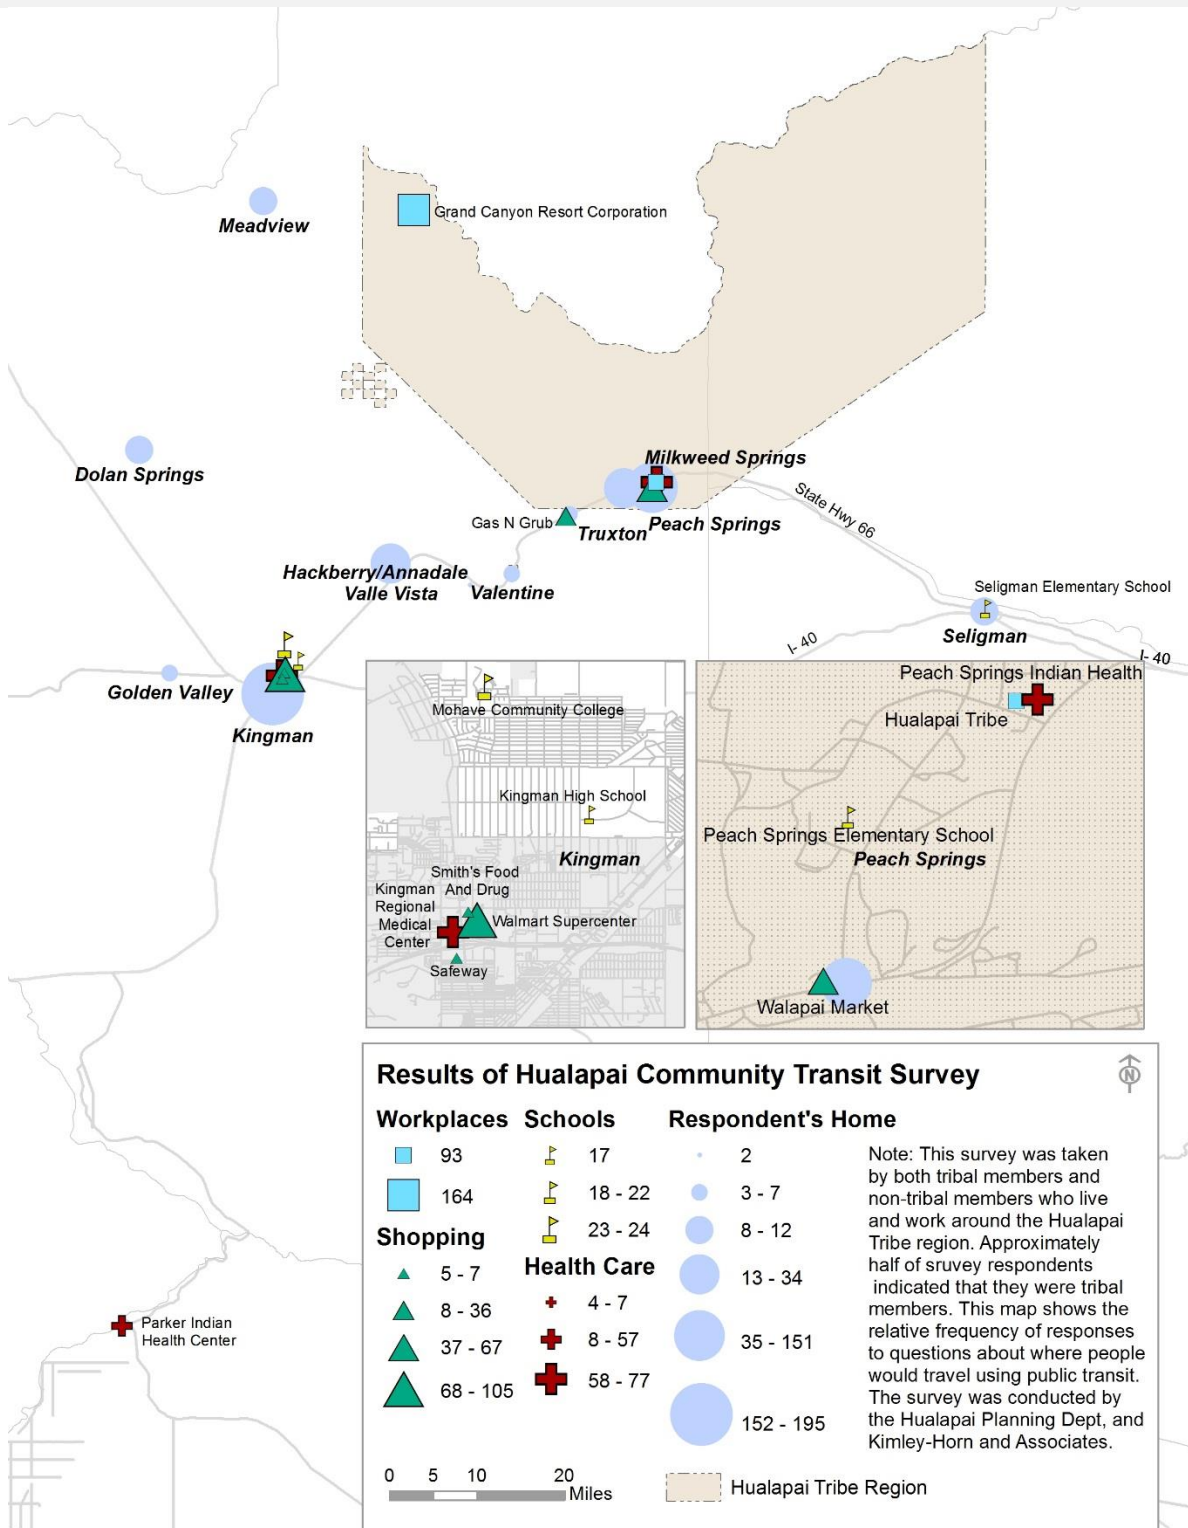 Meadview
Grand Canyon Resort Corporation
Dolan Springs
Milkweed Springs
State Hwy 66
Gas N Grub
Truxton
Peach Springs
Hackberry/Annadale
Valle Vista
Valentine
Seligman Elementary School
Seligman
I- 40
I- 40
Golden Valley
Kingman
Mohave Community College
Kingman High School
Kingman
Smith's Food
And Drug
Kingman
Regional
Medical
Center
Walmart Supercenter
Safeway
Peach Springs Indian Health
Hualapai Tribe
Peach Springs Elementary School
Peach Springs
Walapai Market
Parker Indian
Health Center
Results of Hualapai Community Transit Survey
N
Workplaces
93
164
Shopping
5 - 7
8 - 36
37 - 67
68 - 105
Schools
17
18 - 22
23 - 24
Health Care
4 - 7
8 - 57
58 - 77
Respondent's Home
2
3 - 7
8 - 12
13 - 34
35 - 151
152 - 195
Note: This survey was taken
by both tribal members and
non-tribal members who live
and work around the Hualapai
Tribe region. Approximately
half of sruvey respondents
indicated that they were tribal
members. This map shows the
relative frequency of responses
to questions about where people
would travel using public transit.
The survey was conducted by
the Hualapai Planning Dept, and
Kimley-Horn and Associates.
0 5 10 20
Miles
Hualapai Tribe Region